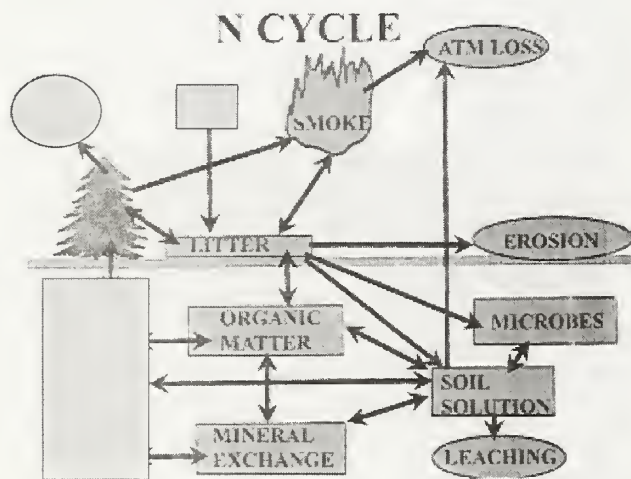 N CYCLE
ATM LOSS
SMOKE
LITTER
EROSION
ORGANIC
MATTER
MICROBES
SOIL
SOLUTION
MINERAL
EXCHANGE
LEACHING